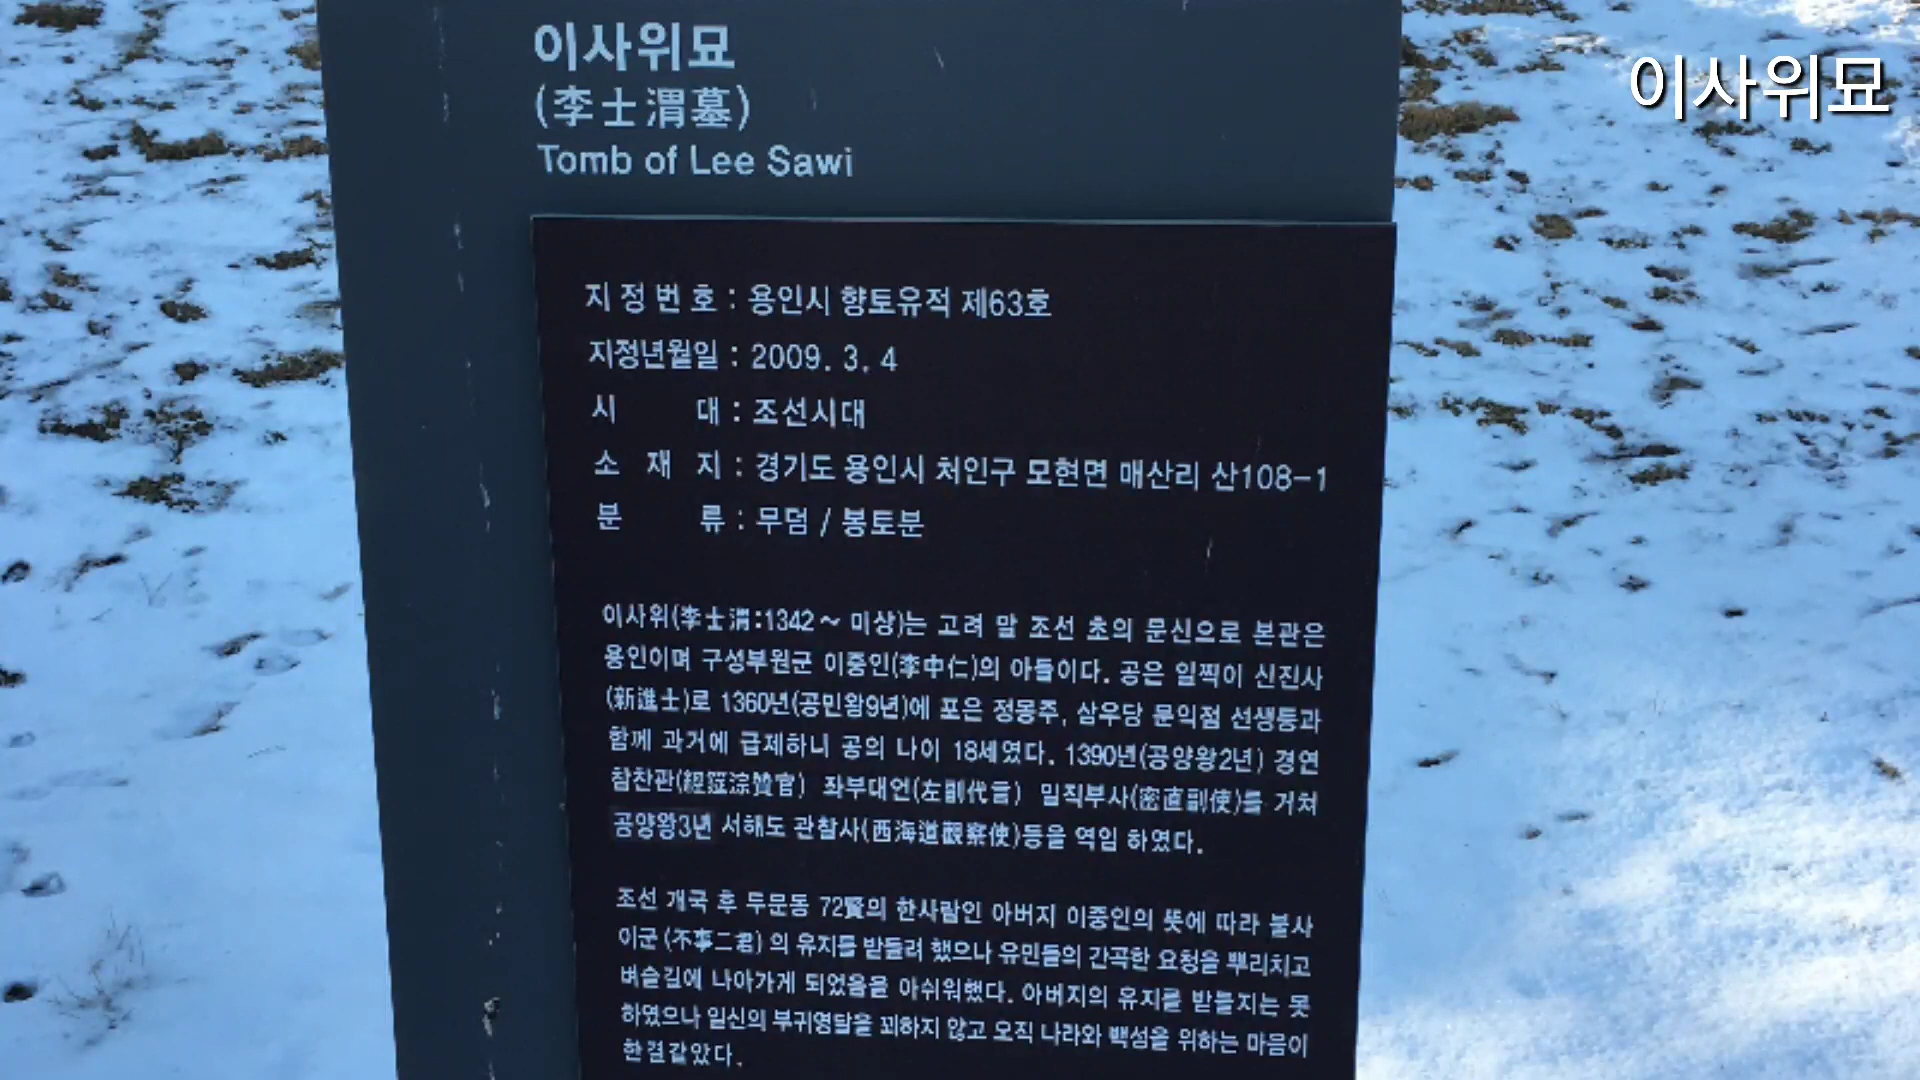 이사위묘
(李士渭墓)
Tomb of Lee Sawi
이사위묘
지정번호 : 용인시 향토유적 제63호
지정년월일 : 2009. 3. 4
시 대 : 조선시대
소 재 지 : 경기도 용인시 처인구 모현면 매산리 산108-1
분 류 : 무덤 / 봉토분
이사위(李士渭:1342~ 미상)는 고려 말 조선 초의 문신으로 본관은
용인이며 구성부원군 이중인(李中仁)의 아들이다. 공은 일찍이 신진사
(新進士)로 1360년(공민왕9년)에 포은 정몽주, 삼우당 문익점 선생등과
함께 과거에 급제하니 공의 나이 18세였다. 1390년(공양왕2년) 경연
참찬관 좌부대언(左副代言) 밀직부사(密直副使)를 거쳐
공양왕3년 서해도 관찰사(西海道觀察使)등을 역임 하였다.
조선 개국 후 두문동 72賢의 한사람인 아버지 이중인의 뜻에 따라 불사
이군 (不事二君) 의 유지를 받들려 했으나 유민들의 간곡한 요청을 뿌리치고
벼슬길에 나아가게 되었음을 아쉬워했다. 아버지의 유지를 받들지는 못
하였으나 일신의 부귀영달을 꾀하지 않고 오직 나라와 백성을 위하는 마음이
한결같았다.